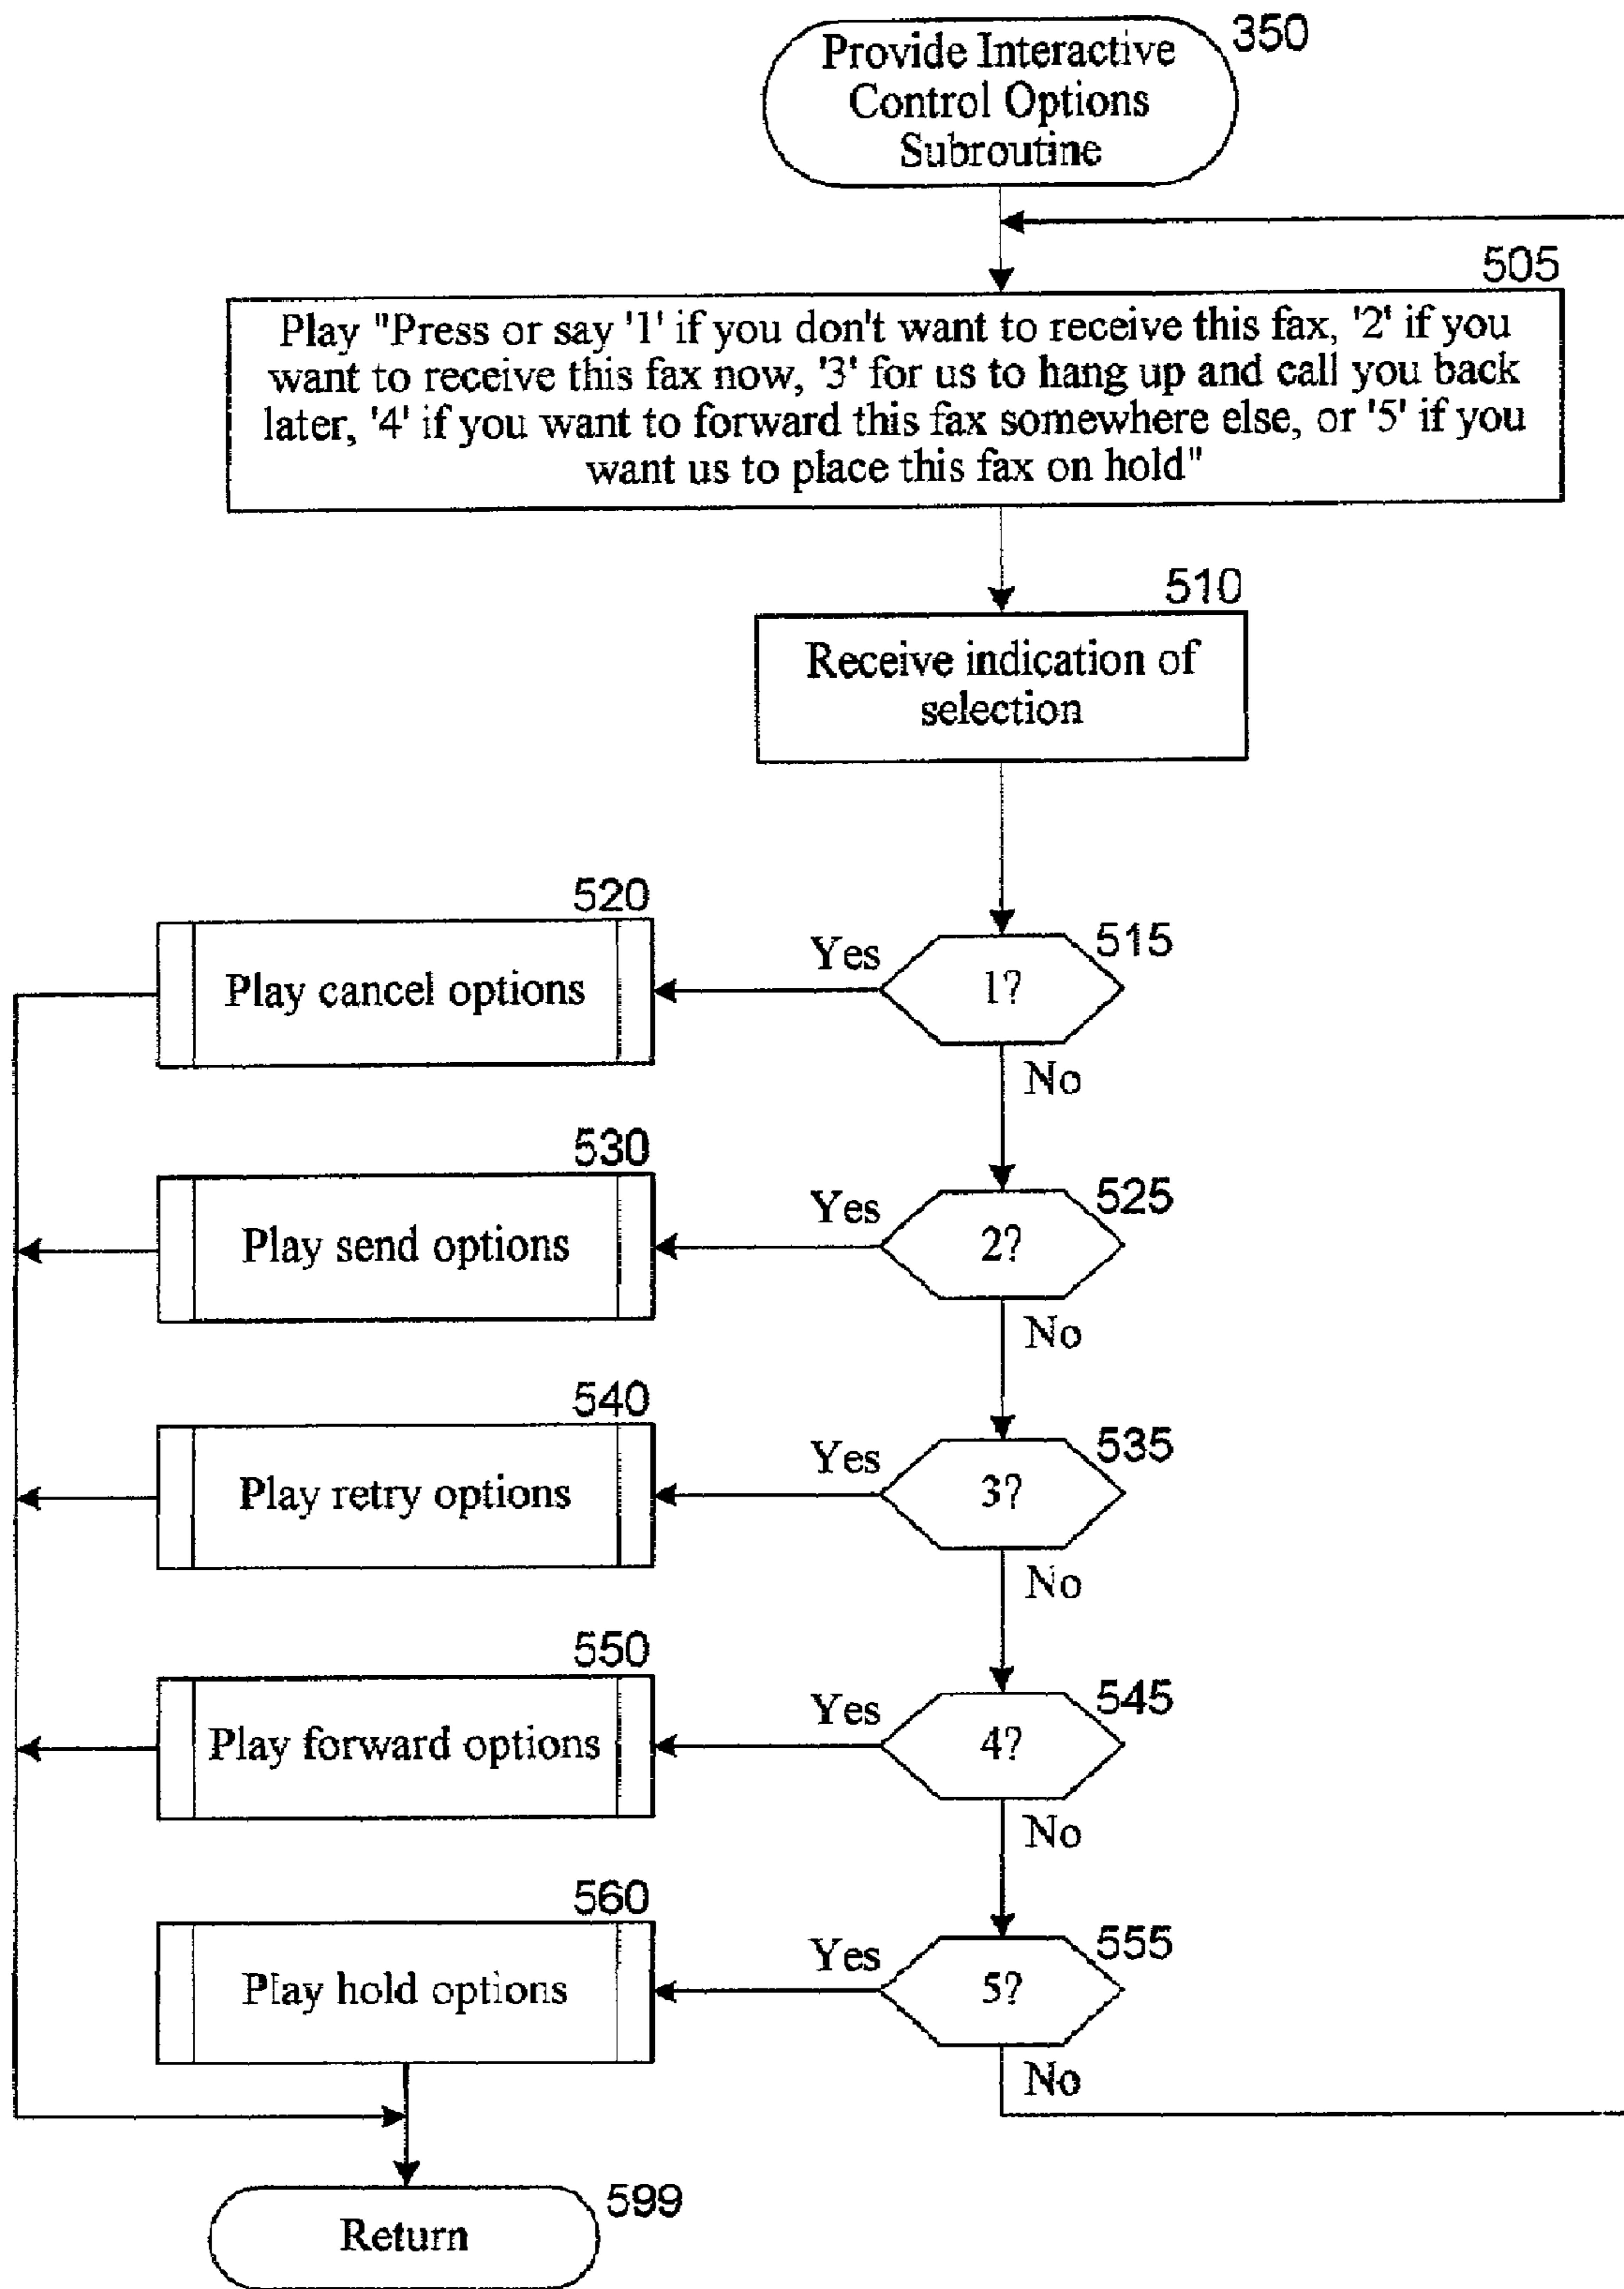 Provide Interactive
Control Options
Subroutine
350
505
Play "Press or say '1' if you don't want to receive this fax, '2' if you
want to receive this fax now, '3' for us to hang up and call you back
later, '4' if you want to forward this fax somewhere else, or '5' if you
want us to place this fax on hold"
510
Receive indication of
selection
520
Play cancel options
Yes
1?
515
No
530
Play send options
Yes
2?
525
No
540
Play retry options
Yes
3?
535
No
550
Play forward options
Yes
4?
545
No
560
Play hold options
Yes
5?
555
No
Return
599